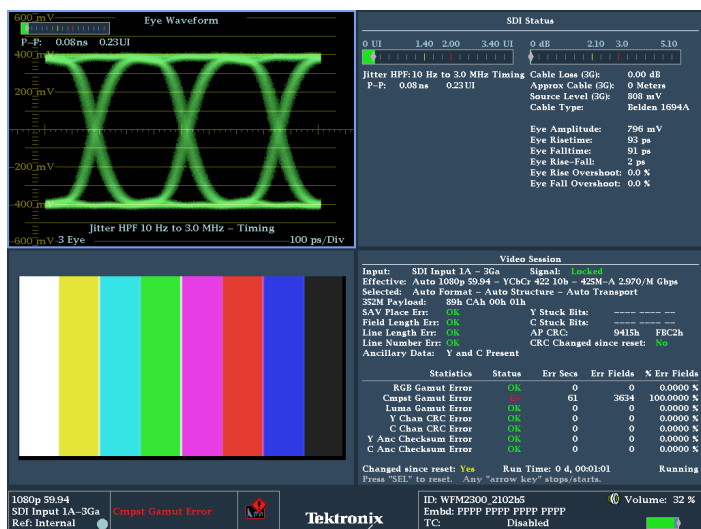 600 mV
Eye Waveform
P-P: 0.08ns 0.23UI
400 mV
200 mV
-200 mV
-400 mV
Jitter HPF 10 Hz to 3.0 MHz - Timing
-600 mV
3 Eye
100 ps/Div
SDI Status
0 UI 1.40 2.00 3.40 UI 0 dB 2.10 3.0 5.10
Jitter HPF: 10 Hz to 3.0 MHz Timing
P-P: 0.08 ns 0.23 UI
Cable Loss (3G): 0.00 dB
Approx Cable (3G): 0 Meters
Source Level (3G): 808 mV
Cable Type: Belden 1694A
Eye Amplitude: 796 mV
Eye Risetime: 93 ps
Eye Falltime: 91 ps
Eye Rise-Fall: 2 ps
Eye Rise Overshoot: 0.0 %
Eye Fall Overshoot: 0.0 %
Video Session
Input: SDI Input 1A - 3Ga Signal: Locked
Effective: Auto 1080p 59.94 - YCbCr 422 10b - 425M-A 2.970/M Gbps
Selected: Auto Format - Auto Structure - Auto Transport
352M Payload: 89h CAh 00h 01h
SAV Place Err: OK Y Stuck Bits: ---- ---- --
Field Length Err: OK C Stuck Bits: ---- ---- --
Line Length Err: OK AP CRC: 9415h FBC2h
Line Number Err: OK CRC Changed since reset: No
Ancillary Data: Y and C Present
Statistics Status Err Secs Err Fields % Err Fields
RGB Gamut Error OK 0 0 0.0000 %
Cmpst Gamut Error C- 61 3634 100.0000 %
Luma Gamut Error OK 0 0 0.0000 %
Y Chan CRC Error OK 0 0 0.0000 %
C Chan CRC Error OK 0 0 0.0000 %
Y Anc Checksum Error OK 0 0 0.0000 %
C Anc Checksum Error OK 0 0 0.0000 %
Changed since reset: Yes Run Time: 0 d, 00:01:01 Running
Press "SEL" to reset. Any "arrow key" stops/starts.
1080p 59.94
SDI Input 1A-3Ga
Ref: Internal
Cmpst Gamut Error
Tektronix
ID: WFM2300_2102b5
Volume: 32 %
Embd: PPPP PPPP PPPP PPPP
TC: Disabled